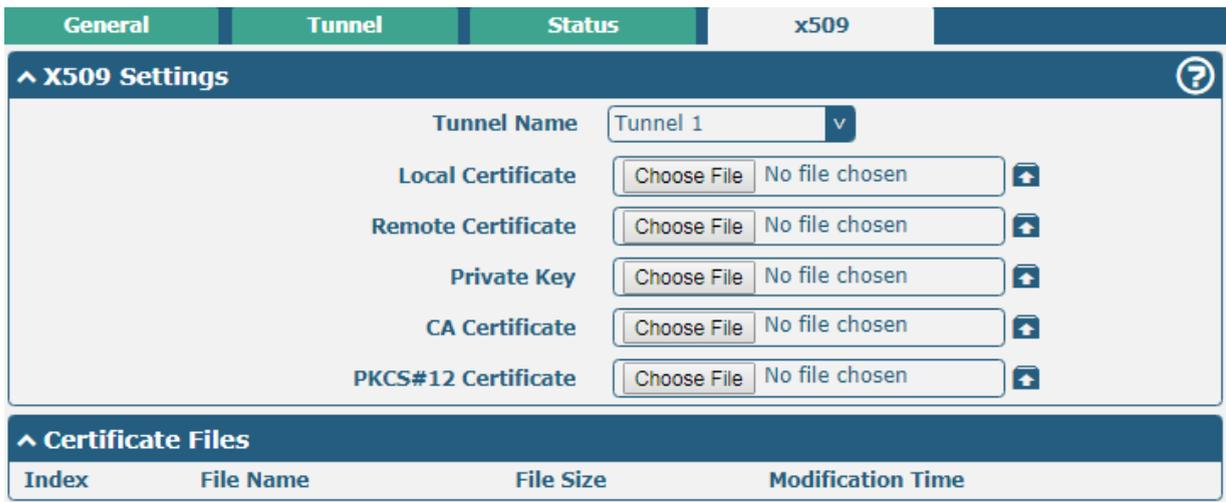 General Tunnel Status x509
^ X509 Settings ?
Tunnel Name Tunnel 1 v
Local Certificate Choose File No file chosen
Remote Certificate Choose File No file chosen
Private Key Choose File No file chosen
CA Certificate Choose File No file chosen
PKCS#12 Certificate Choose File No file chosen
^ Certificate Files
Index File Name File Size Modification Time